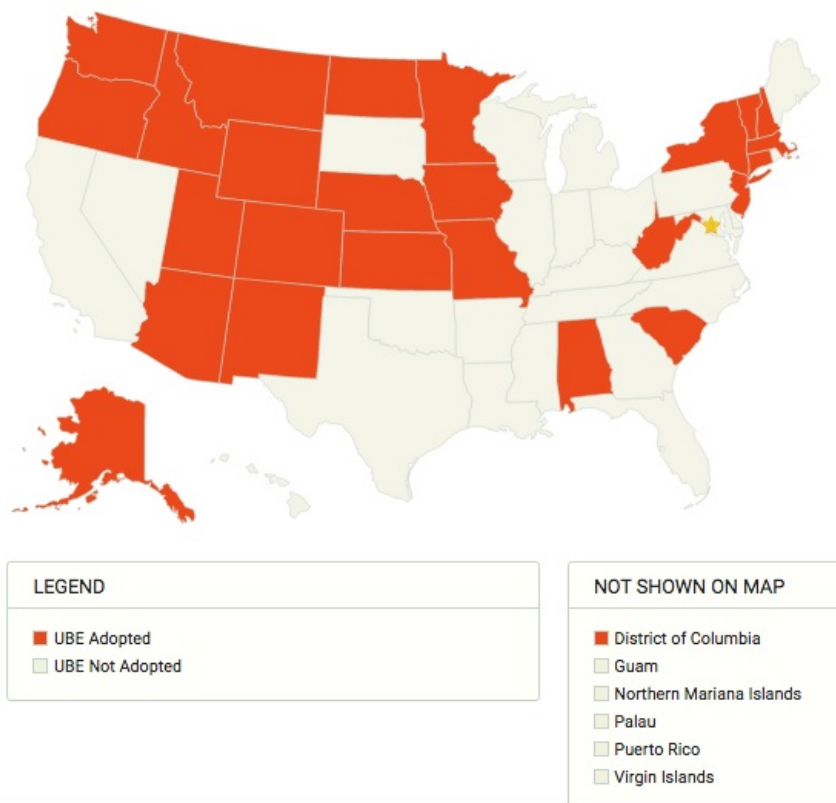 LEGEND
UBE Adopted
UBE Not Adopted
NOT SHOWN ON MAP
District of Columbia
Guam
Northern Mariana Islands
Palau
Puerto Rico
Virgin Islands